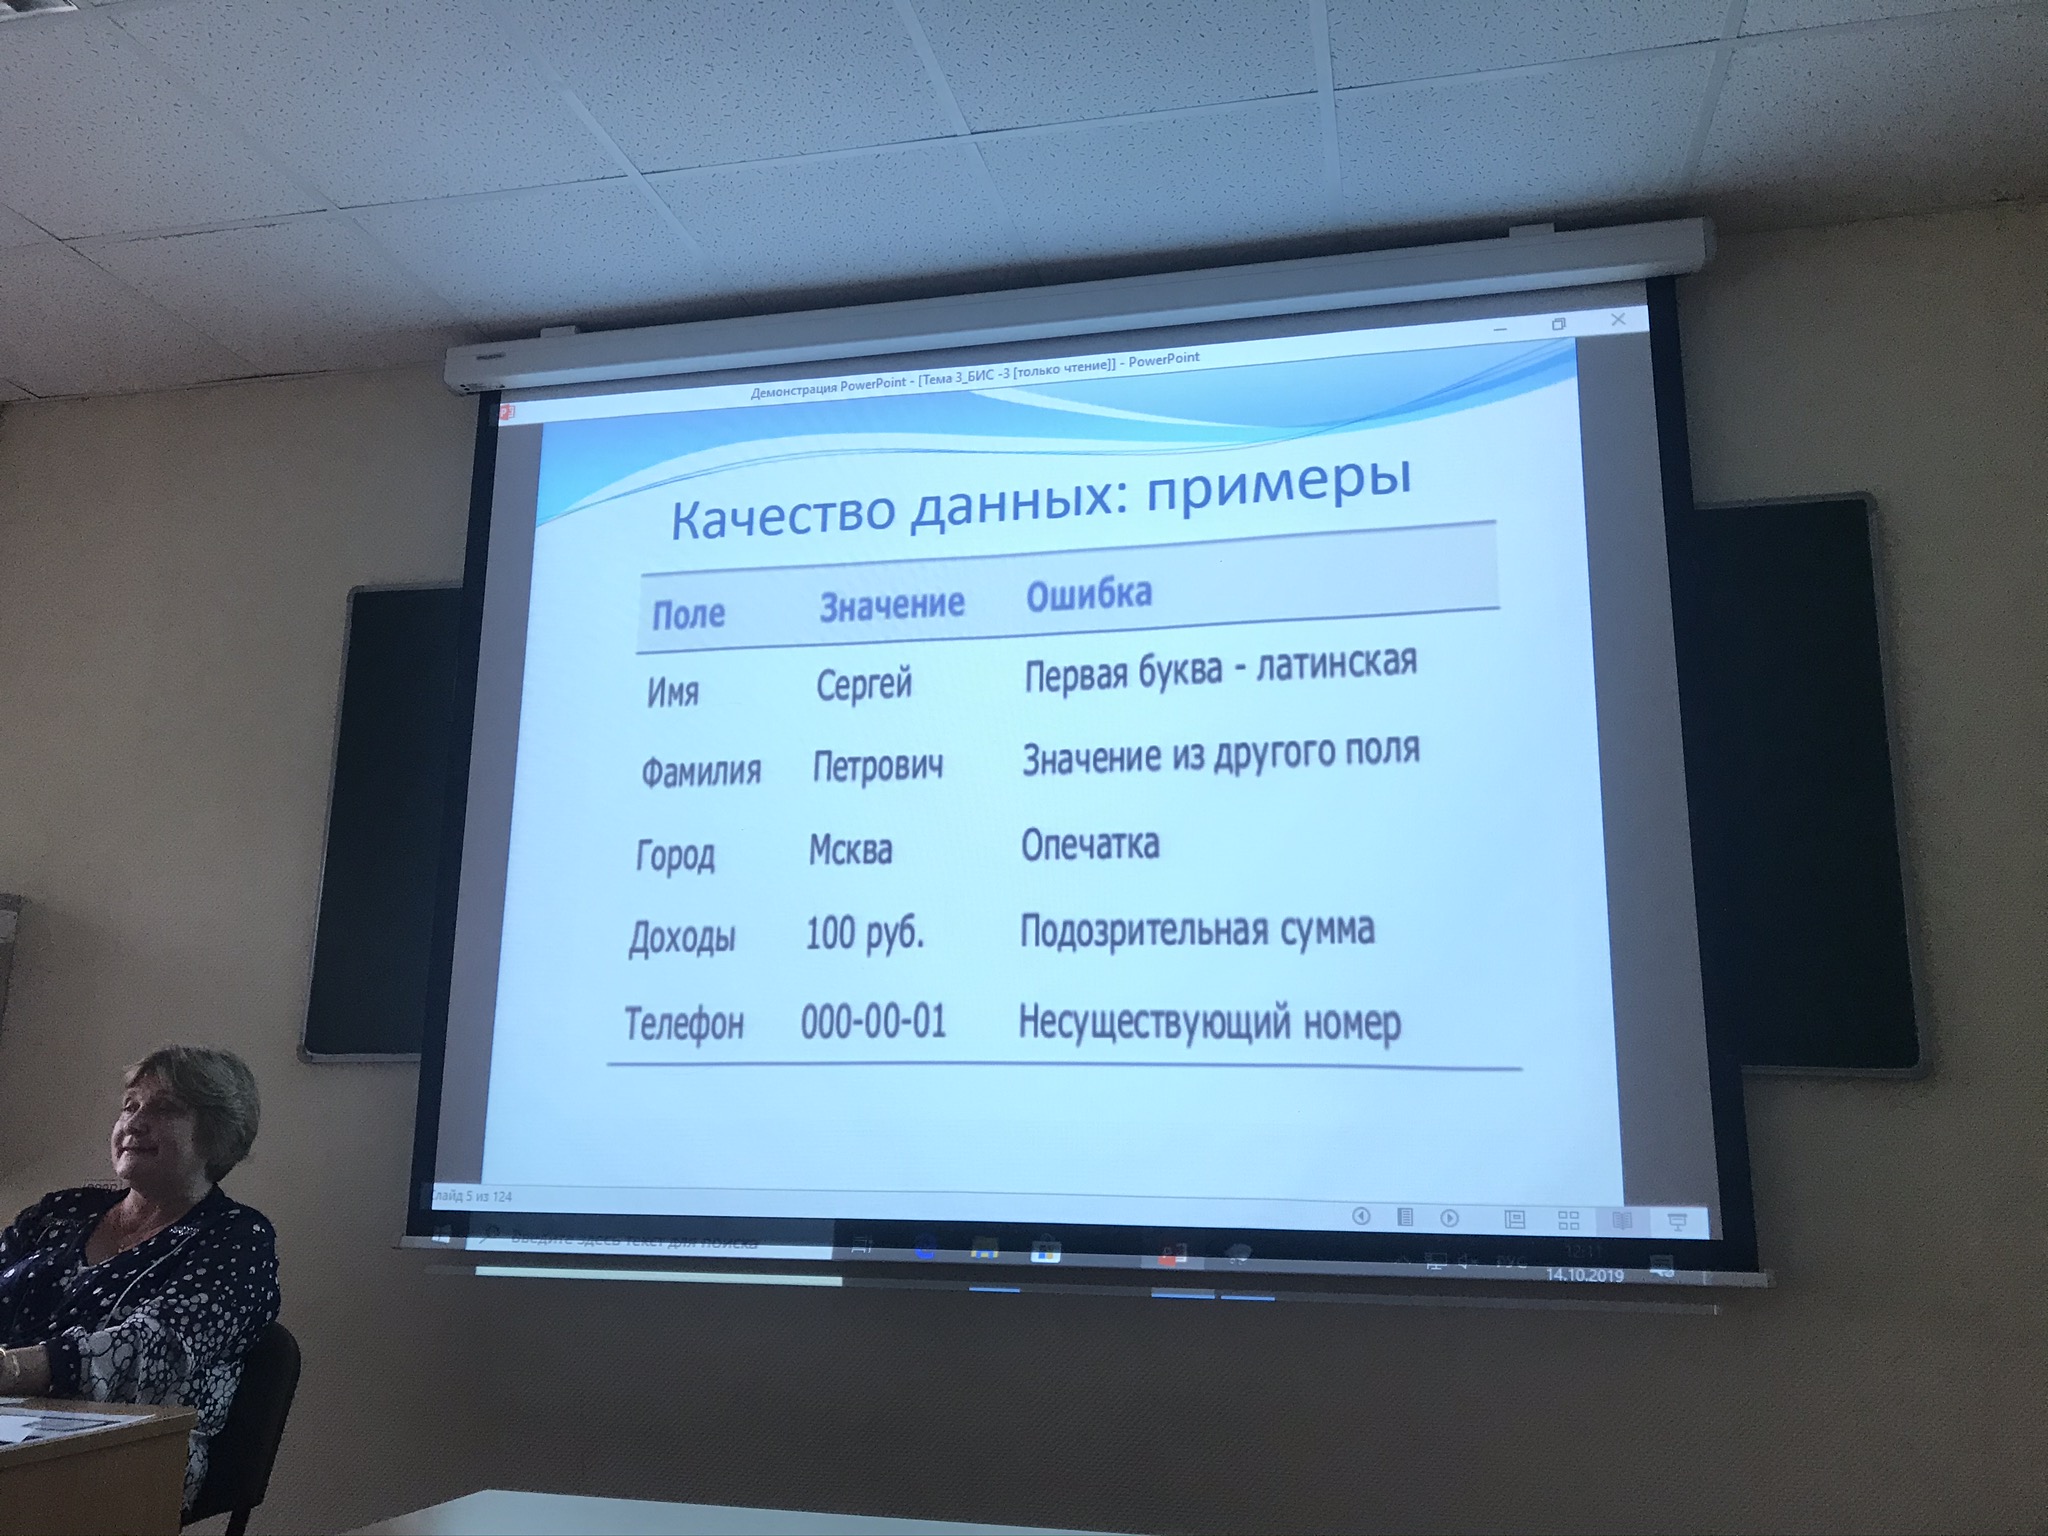 Демонстрация PowerPoint - [Тема 3_БИС -3 [только чтение]] - PowerPoint
Качество данных: примеры
Поле Значение Ошибка
Имя Сергей Первая буква - латинская
Фамилия Петрович Значение из другого поля
Город Мсква Опечатка
Доходы 100 руб. Подозрительная сумма
Телефон 000-00-01 Несуществующий номер
Слайд 5 из 124
Введите здесь текст для поиска
РУС
12:11
14.10.2019